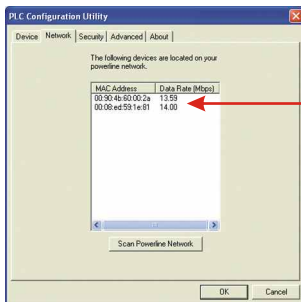 PLC Configuration Utility
Device Network Security Advanced About
The following devices are located on your
powerline network.
MAC Address Data Rate (Mbps)
00:90:4b:60:00:2a 13.59
00:08:ed:59:1e:81 14.00
Scan Powerline Network
OK Cancel